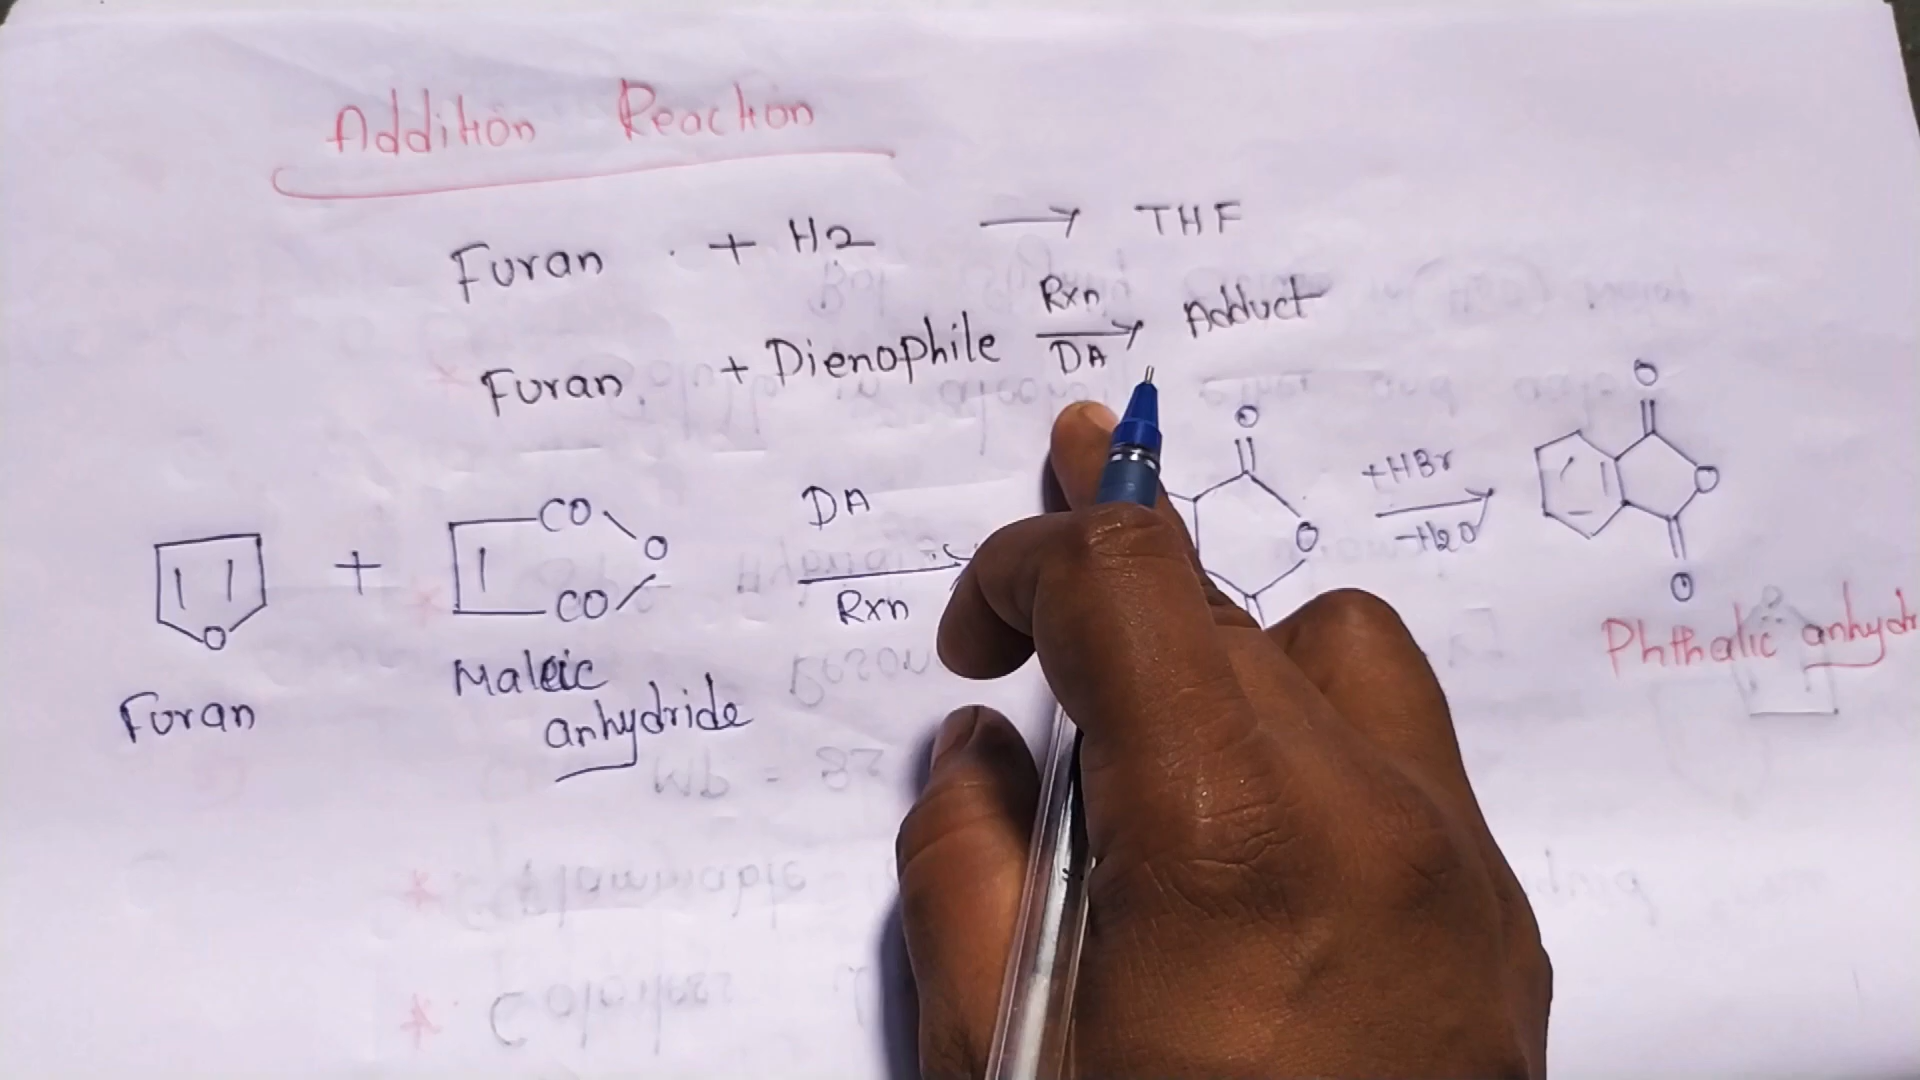 Addition Reaction
Furan + H2 → THF
Furan + Dienophile Rxn → DA Adduct
Furan
+
Maleic anhydride
CO
CO
O
O
DA
Rxn
O
O
+HBr
-H2O
O
O
O
Phthalic anhydr